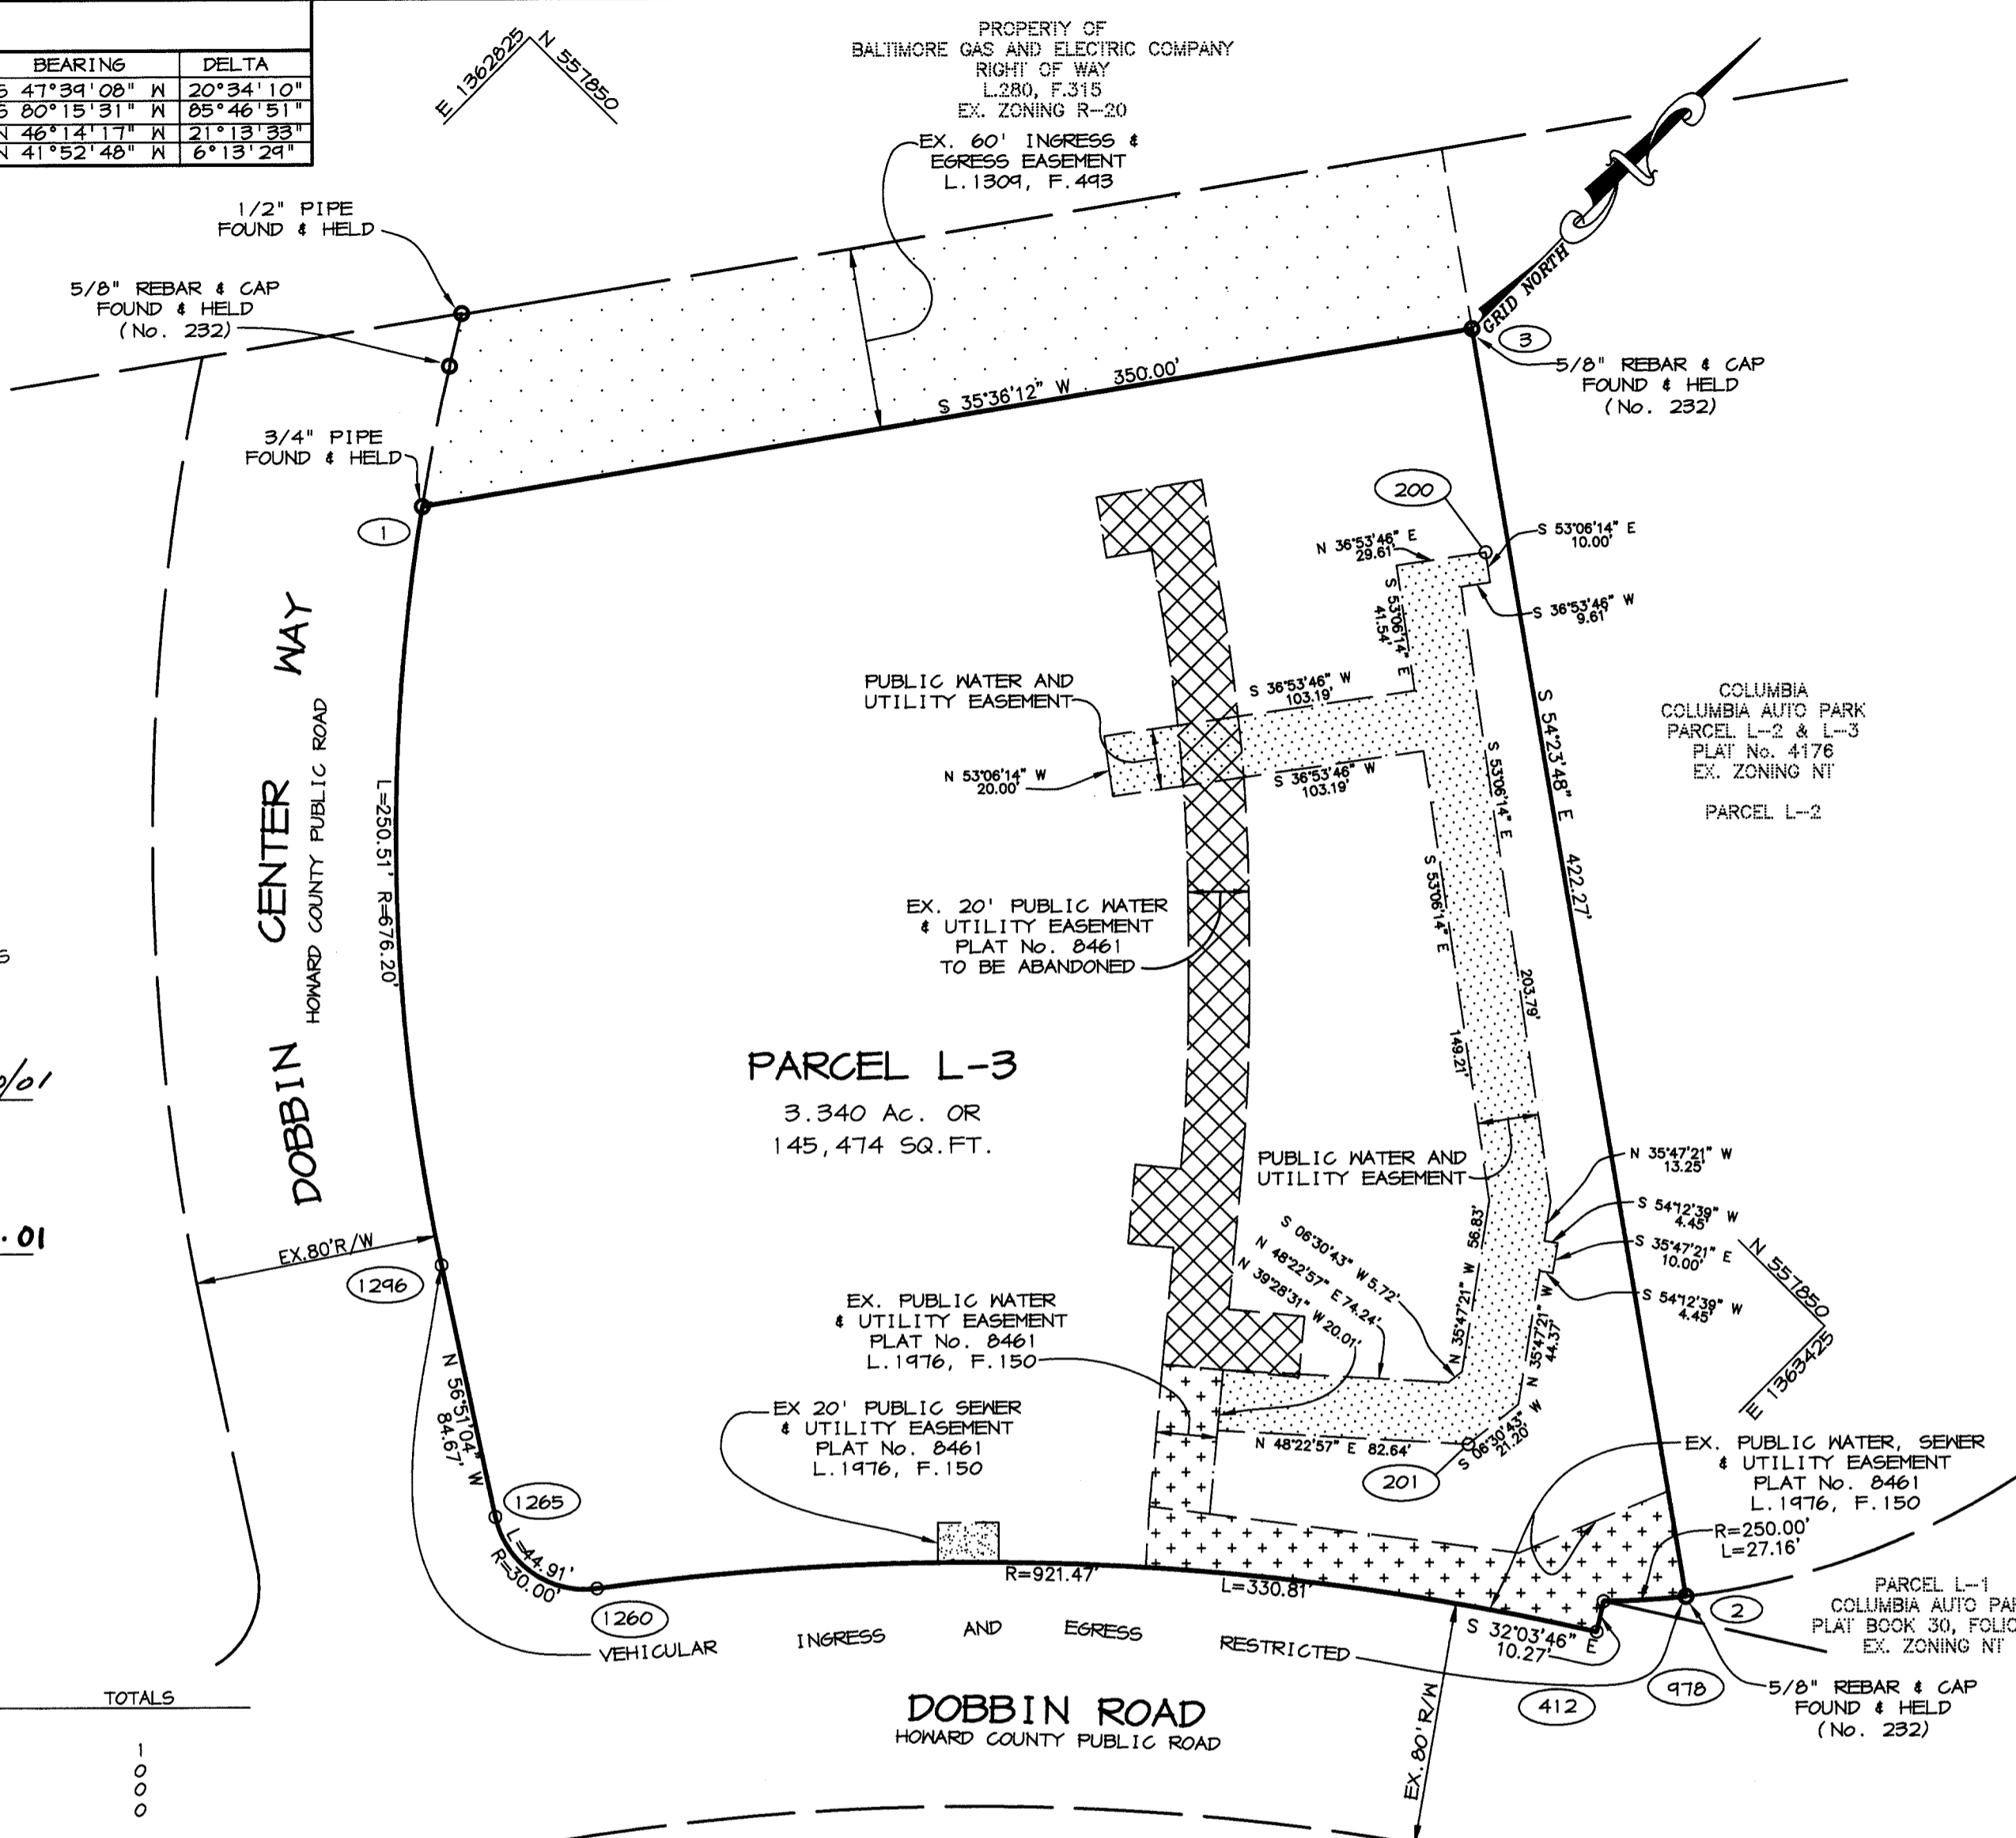 BEARING DELTA
S 47°39'08" W 20°34'10"
S 80°15'31" W 85°46'51"
N 46°14'17" W 21°13'33"
N 41°52'48" W 6°13'29"
E 1362825
N 557850
PROPERTY OF
BALTIMORE GAS AND ELECTRIC COMPANY
RIGHT OF WAY
L.280, F.315
EX. ZONING R-20
EX. 60' INGRESS &
EGRESS EASEMENT
L.1309, F.493
1/2" PIPE
FOUND & HELD
5/8" REBAR & CAP
FOUND & HELD
(No. 232)
3/4" PIPE
FOUND & HELD
1
GRID NORTH
3
5/8" REBAR & CAP
FOUND & HELD
(No. 232)
S 35°36'12" W 350.00'
200
N 36°53'46" E
29.61'
S 53°06'14" E
10.00'
S 36°53'46" W
9.61'
S 53°06'14" E
41.54'
PUBLIC WATER AND
UTILITY EASEMENT
S 36°53'46" W
103.19'
N 53°06'14" W
20.00'
S 36°53'46" W
103.19'
S 53°06'14" E
203.79'
S 53°06'14" E
149.21'
S 54°23'48" E 422.27'
COLUMBIA
COLUMBIA AUTO PARK
PARCEL L-2 & L-3
PLAT No. 4176
EX. ZONING NT
PARCEL L-2
DOBBIN CENTER WAY
HOWARD COUNTY PUBLIC ROAD
L=250.51' R=676.20'
EX. 20' PUBLIC WATER
& UTILITY EASEMENT
PLAT No. 8461
TO BE ABANDONED
S
0/01
.01
PARCEL L-3
3.340 Ac. OR
145,474 SQ.FT.
PUBLIC WATER AND
UTILITY EASEMENT
N 35°47'21" W
13.25'
S 54°12'39" W
4.45'
S 35°47'21" E
10.00'
S 54°12'39" W
4.45'
N 557850
E 1363425
S 06°30'43" W 5.72'
N 48°22'57" E 74.24'
N 39°28'31" W 20.01'
N 35°47'21" W 56.83'
N 35°47'21" W
44.37'
EX.80'R/W
1296
EX. PUBLIC WATER
& UTILITY EASEMENT
PLAT No. 8461
L.1976, F.150
EX 20' PUBLIC SEWER
& UTILITY EASEMENT
PLAT No. 8461
L.1976, F.150
N 48°22'57" E 82.64'
S 06°30'43" W
21.20'
201
EX. PUBLIC WATER, SEWER
& UTILITY EASEMENT
PLAT No. 8461
L.1976, F.150
R=250.00'
L=27.16'
N 56°51'04" W
84.67'
1265
L=44.91'
R=30.00'
1260
R=921.47'
L=330.81'
S 32°03'46" E
10.27'
2
PARCEL L-1
COLUMBIA AUTO PA
PLAT BOOK 30, FOLIO
EX. ZONING NT
VEHICULAR INGRESS AND EGRESS RESTRICTED
412
978
5/8" REBAR & CAP
FOUND & HELD
(No. 232)
DOBBIN ROAD
HOWARD COUNTY PUBLIC ROAD
EX.80'R/W
TOTALS
1
0
0
0